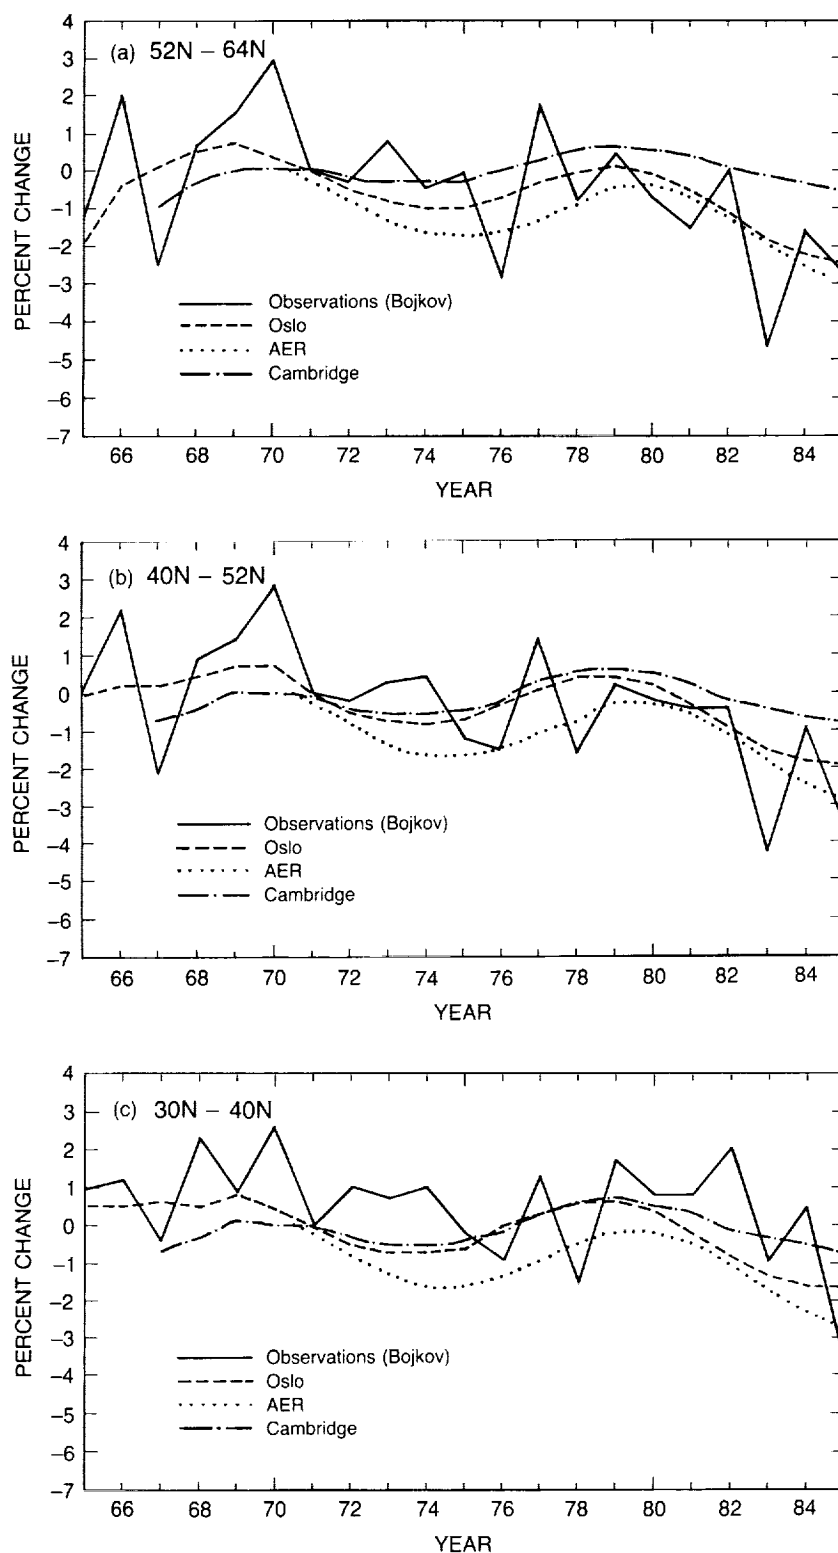 (a) 52N – 64N
PERCENT CHANGE
4
3
2
1
0
–1
–2
–3
–4
–5
–6
–7
Observations (Bojkov)
Oslo
AER
Cambridge
66 68 70 72 74 76 78 80 82 84
YEAR
(b) 40N – 52N
PERCENT CHANGE
4
3
2
1
0
–1
–2
–3
–4
–5
–6
–7
Observations (Bojkov)
Oslo
AER
Cambridge
66 68 70 72 74 76 78 80 82 84
YEAR
(c) 30N – 40N
PERCENT CHANGE
4
3
2
1
0
–1
–2
–3
–4
–5
–6
–7
Observations (Bojkov)
Oslo
AER
Cambridge
66 68 70 72 74 76 78 80 82 84
YEAR